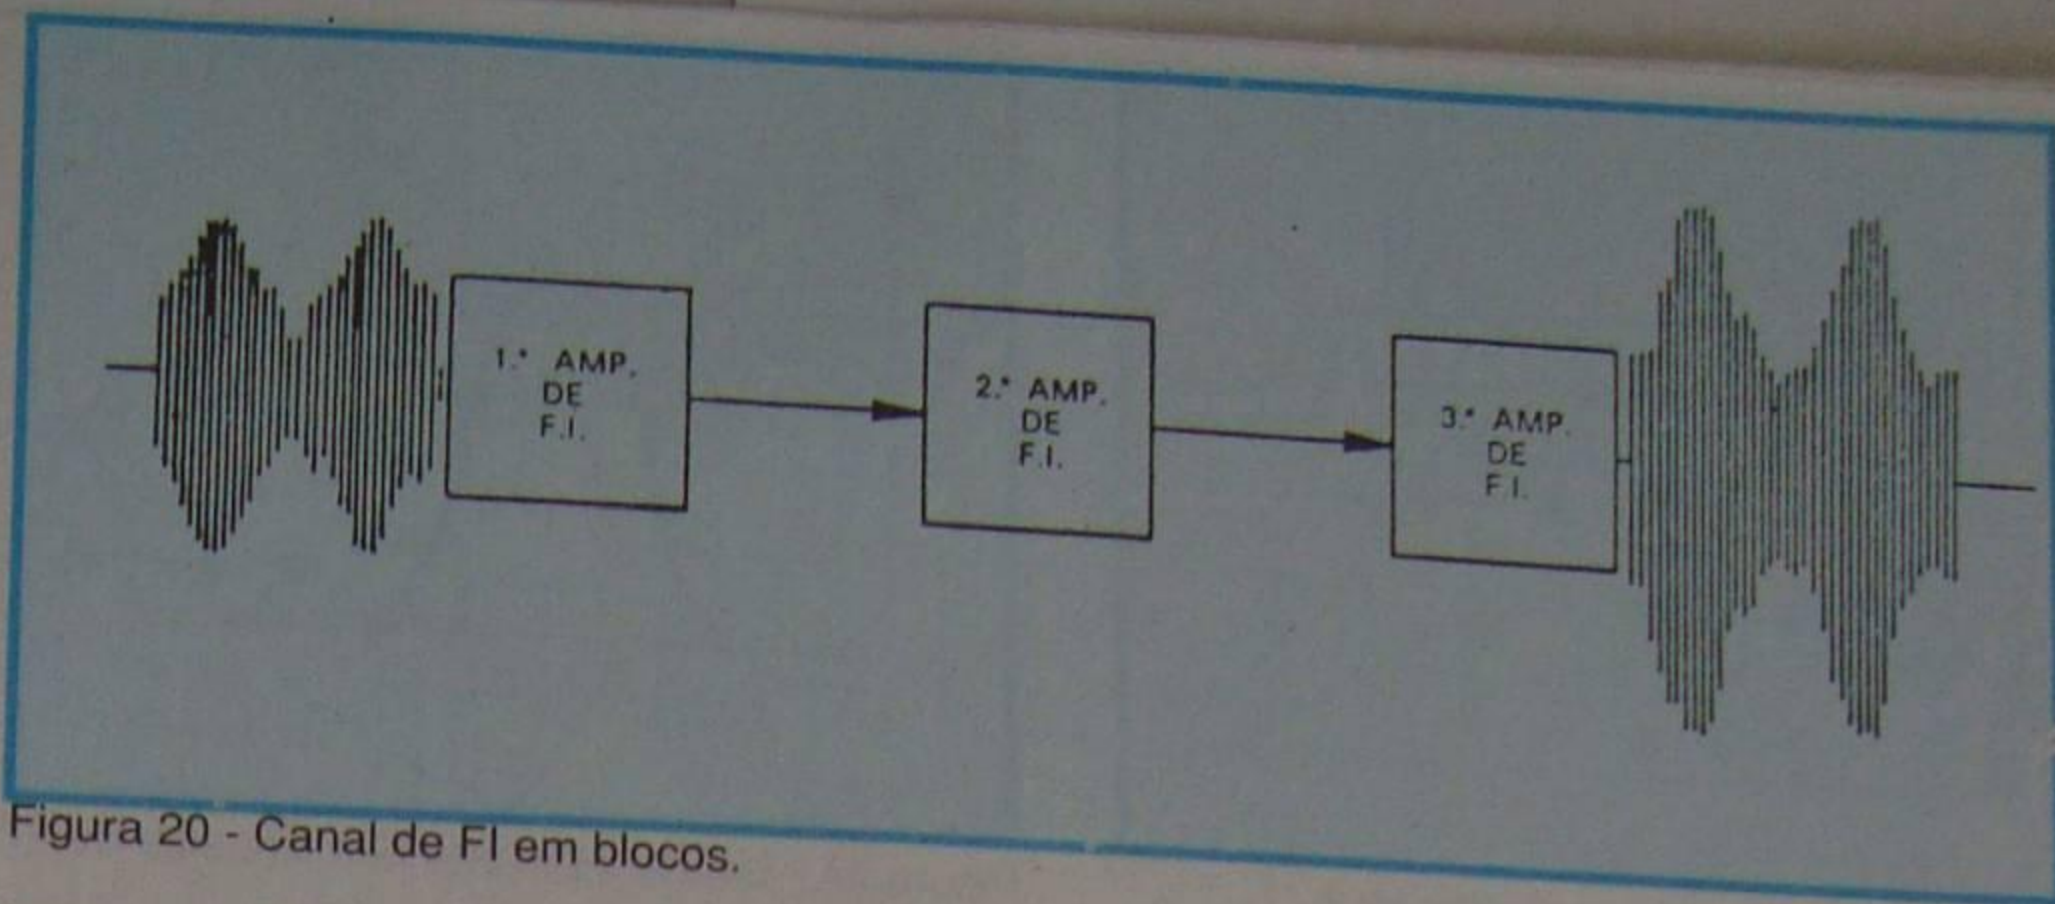 1.ª AMP.
DE
F.I.
2.ª AMP.
DE
F.I.
3.ª AMP.
DE
F.I.
Figura 20 - Canal de FI em blocos.